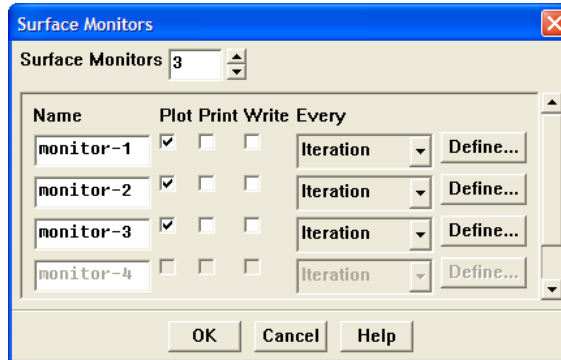 Surface Monitors
Surface Monitors 3
Name Plot Print Write Every
monitor-1 Iteration Define...
monitor-2 Iteration Define...
monitor-3 Iteration Define...
monitor-4 Iteration Define...
OK Cancel Help